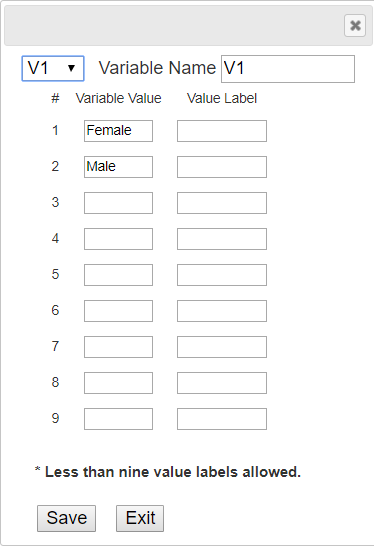 V1 Variable Name V1
# Variable Value Value Label
1 Female
2 Male
3
4
5
6
7
8
9
* Less than nine value labels allowed.
Save Exit